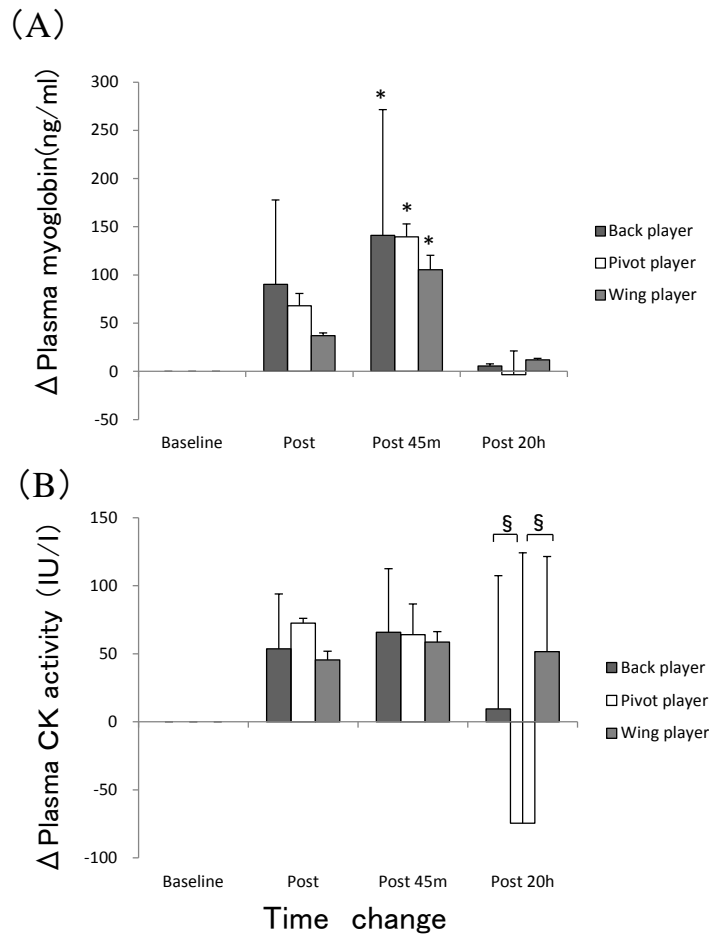 (A)
ΔPlasma myoglobin(ng/ml)
300
250
200
150
100
50
0
-50
*
*
*
Back player
Pivot player
Wing player
Baseline Post Post 45m Post 20h
(B)
ΔPlasma CK activity (IU/l)
150
100
50
0
-50
-100
§ §
Back player
Pivot player
Wing player
Baseline Post Post 45m Post 20h
Time change